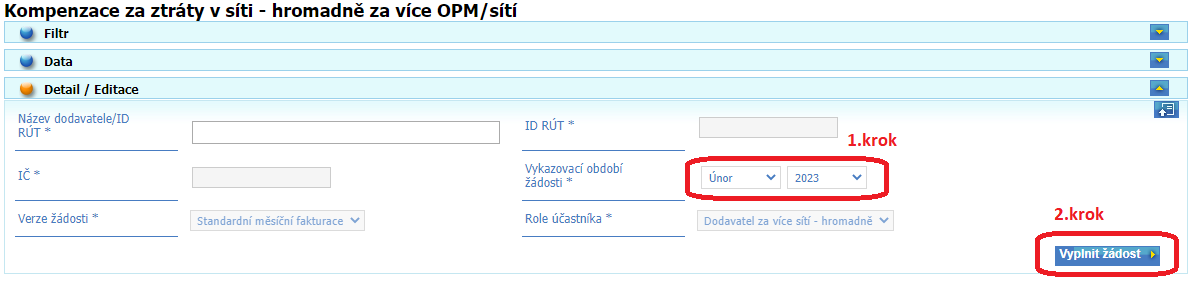 Kompenzace za ztráty v síti - hromadně za více OPM/sítí
Filtr
Data
Detail / Editace
Název dodavatele/ID
RÚT *
ID RÚT *
1.krok
IČ *
Vykazovací období
žádosti *
Únor
2023
Verze žádosti *
Standardní měsíční fakturace
Role účastníka *
Dodavatel za více sítí - hromadně
2.krok
Vyplnit žádost